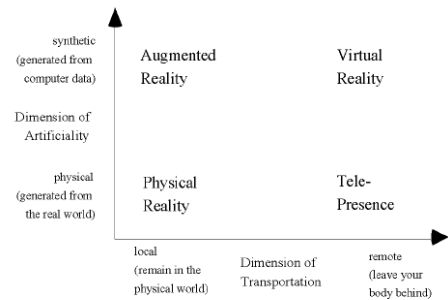 synthetic
(generated from
computer data)
Augmented
Reality
Virtual
Reality
Dimension of
Artificiality
physical
(generated from
the real world)
Physical
Reality
Tele-
Presence
local
(remain in the
physical world)
Dimension of
Transportation
remote
(leave your
body behind)